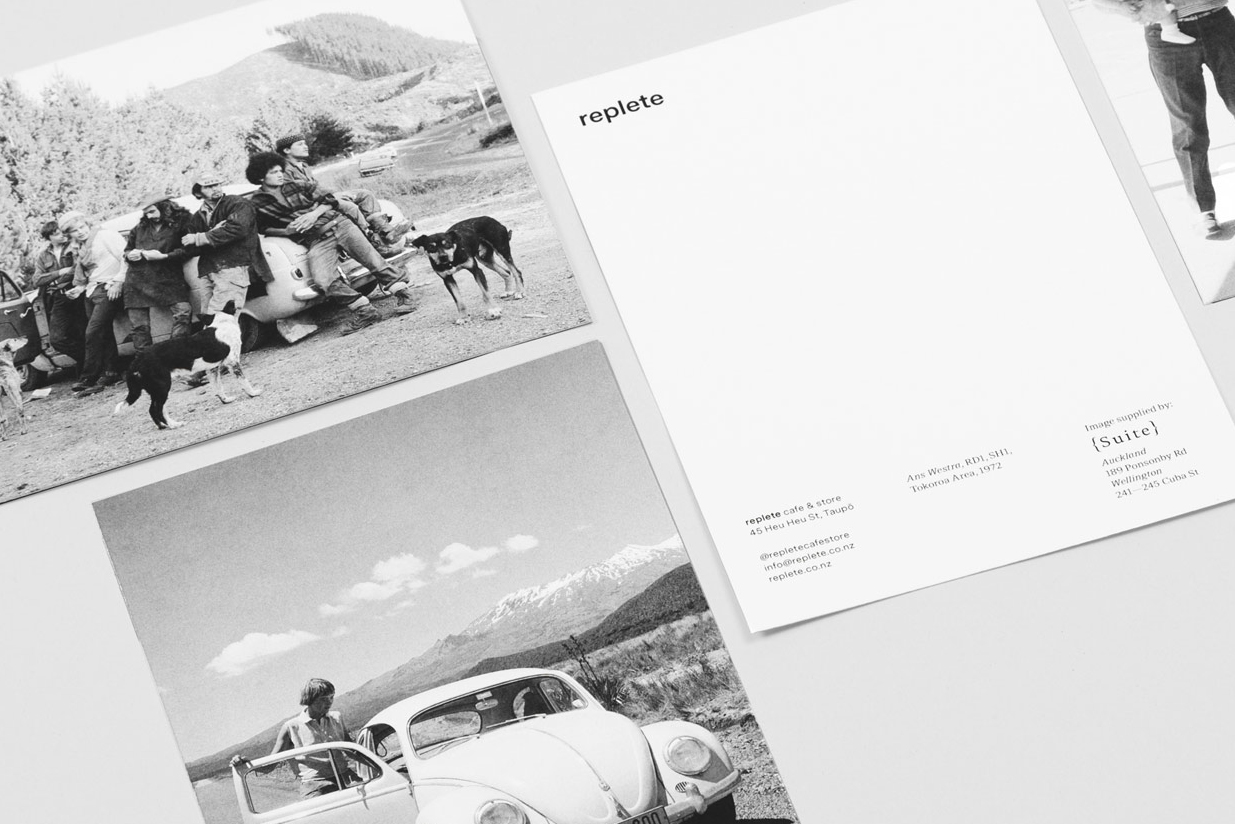 replete
replete cafe & store
45 Heu Heu St, Taupō
@repletecafestore
info@replete.co.nz
replete.co.nz
Ans Westra, RD1, SH1,
Tokoroa Area, 1972
Image supplied by:
{Suite}
Auckland
189 Ponsonby Rd
Wellington
241—245 Cuba St